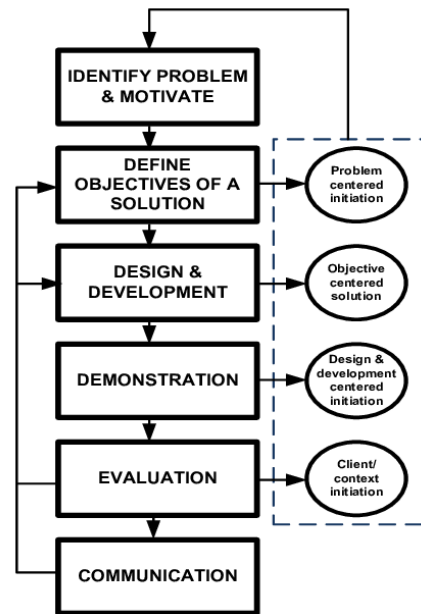 IDENTIFY PROBLEM
& MOTIVATE
DEFINE
OBJECTIVES OF A
SOLUTION
Problem
centered
initiation
DESIGN &
DEVELOPMENT
Objective
centered
solution
DEMONSTRATION
Design &
development
centered
initiation
EVALUATION
Client/
context
initiation
COMMUNICATION